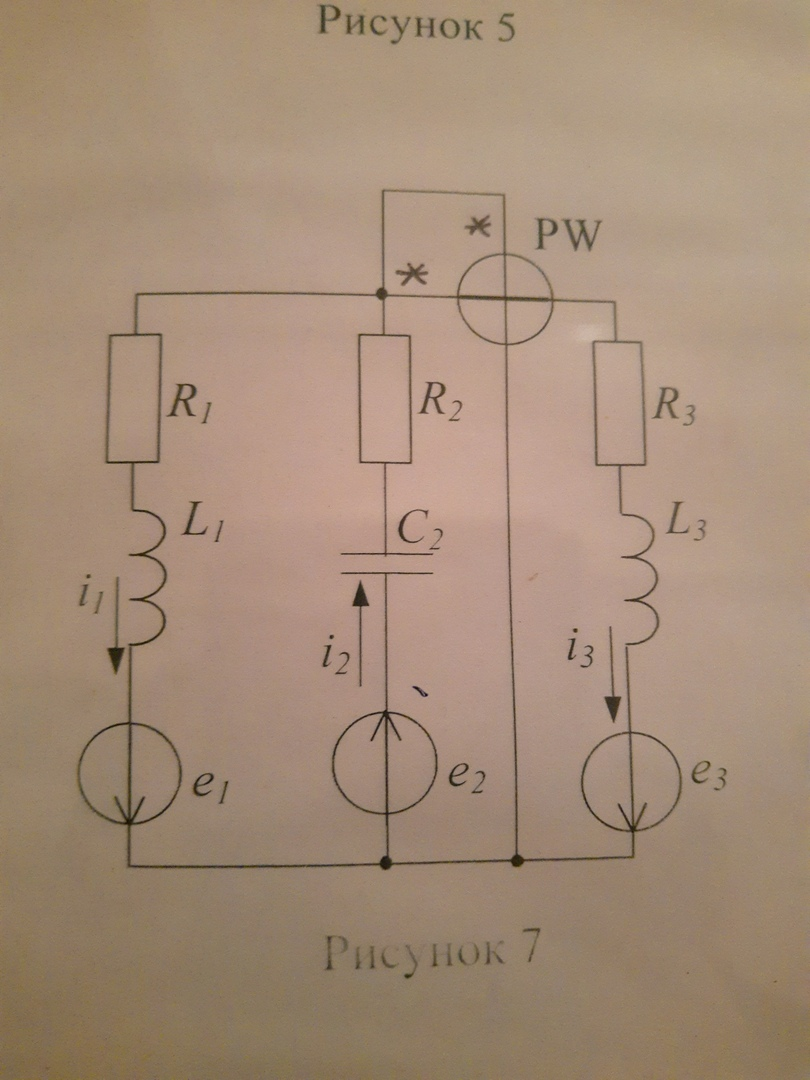 Рисунок 5
PW
R1 R2 R3
L1 C2 L3
i1 i2 i3
e1 e2 e3
Рисунок 7